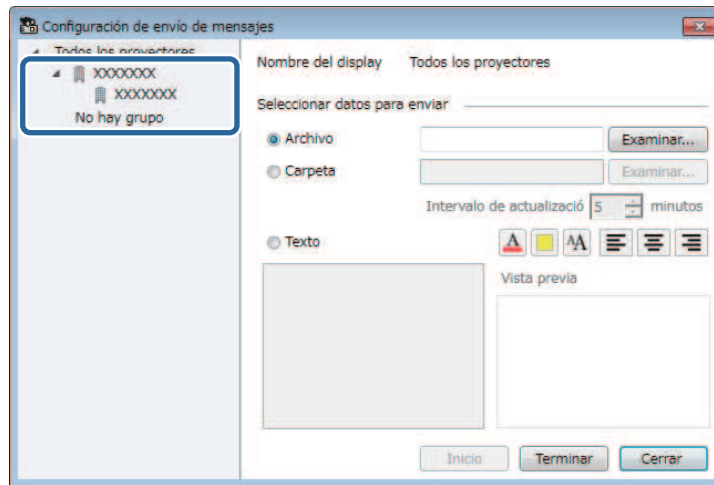 Configuración de envío de mensajes
Todos los proyectores
XXXXXXX
XXXXXXX
No hay grupo
Nombre del display Todos los proyectores
Seleccionar datos para enviar
Archivo Examinar...
Carpeta Examinar...
Intervalo de actualizació 5 minutos
Texto A AA
Vista previa
Inicio Terminar Cerrar